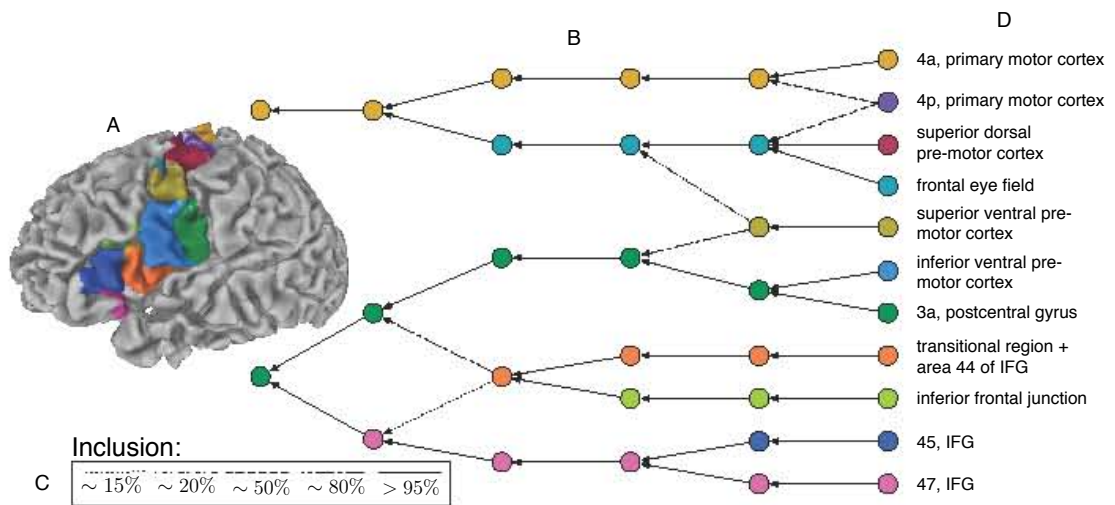 B
D
A
4a, primary motor cortex
4p, primary motor cortex
superior dorsal
pre-motor cortex
frontal eye field
superior ventral pre-
motor cortex
inferior ventral pre-
motor cortex
3a, postcentral gyrus
transitional region +
area 44 of IFG
inferior frontal junction
45, IFG
47, IFG
Inclusion:
C
~ 15% ~ 20% ~ 50% ~ 80% > 95%